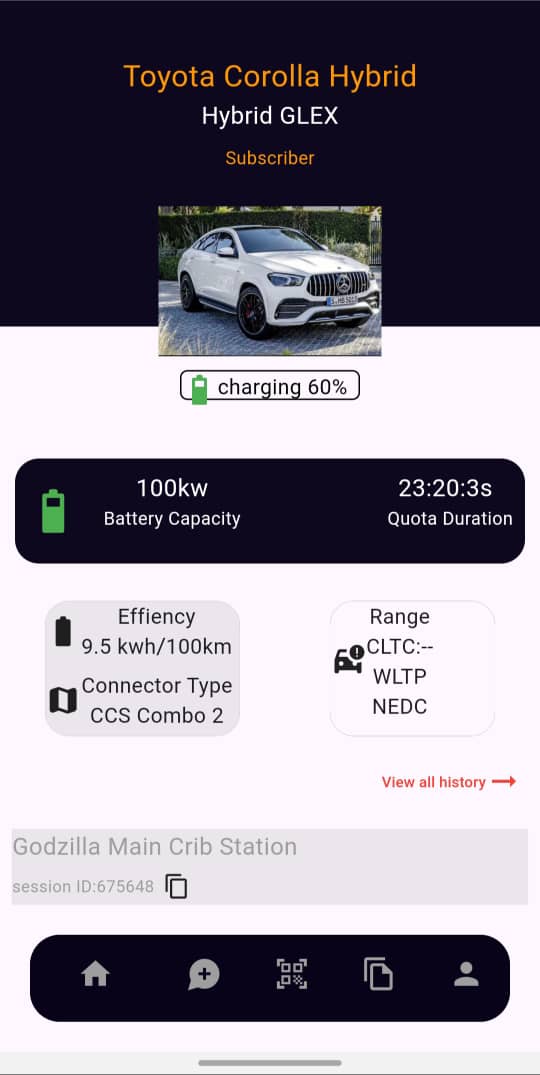 Toyota Corolla Hybrid
Hybrid GLEX
Subscriber
charging 60%
100kw
Battery Capacity
23:20:3s
Quota Duration
Effiency
9.5 kwh/100km
Connector Type
CCS Combo 2
Range
CLTC:--
WLTP
NEDC
View all history
Godzilla Main Crib Station
session ID:675648